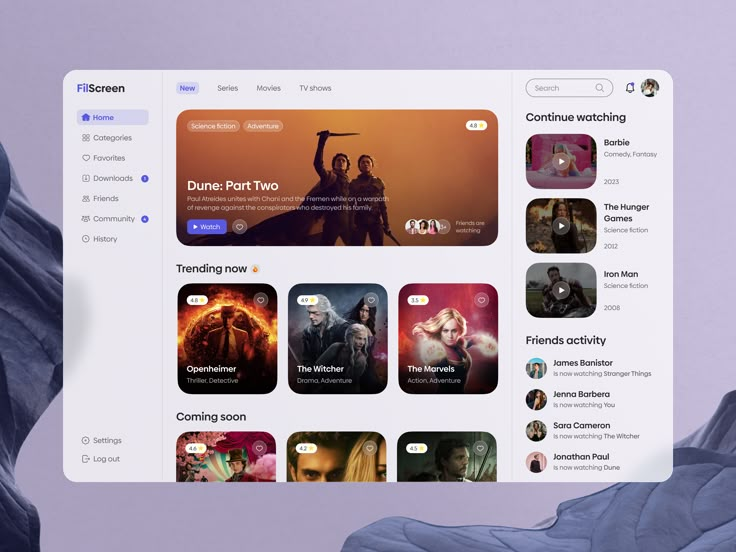 FilScreen
Home
Categories
Favorites
Downloads
Friends
Community
History
Settings
Log out
New
Series
Movies
TV shows
Science fiction
Adventure
4.8
Dune: Part Two
Paul Atreides unites with Chani and the Fremen while on a warpath
of revenge against the conspirators who destroyed his family.
Watch
Friends are
watching
Trending now
4.8
Openheimer
Thriller, Detective
4.9
The Witcher
Drama, Adventure
3.5
The Marvels
Action, Adventure
Coming soon
4.6
4.2
4.5
Search
Continue watching
Barbie
Comedy, Fantasy
2023
The Hunger
Games
Science fiction
2012
Iron Man
Science fiction
2008
Friends activity
James Banistor
Is now watching Stranger Things
Jenna Barbera
Is now watching You
Sara Cameron
Is now watching The Witcher
Jonathan Paul
Is now watching Dune